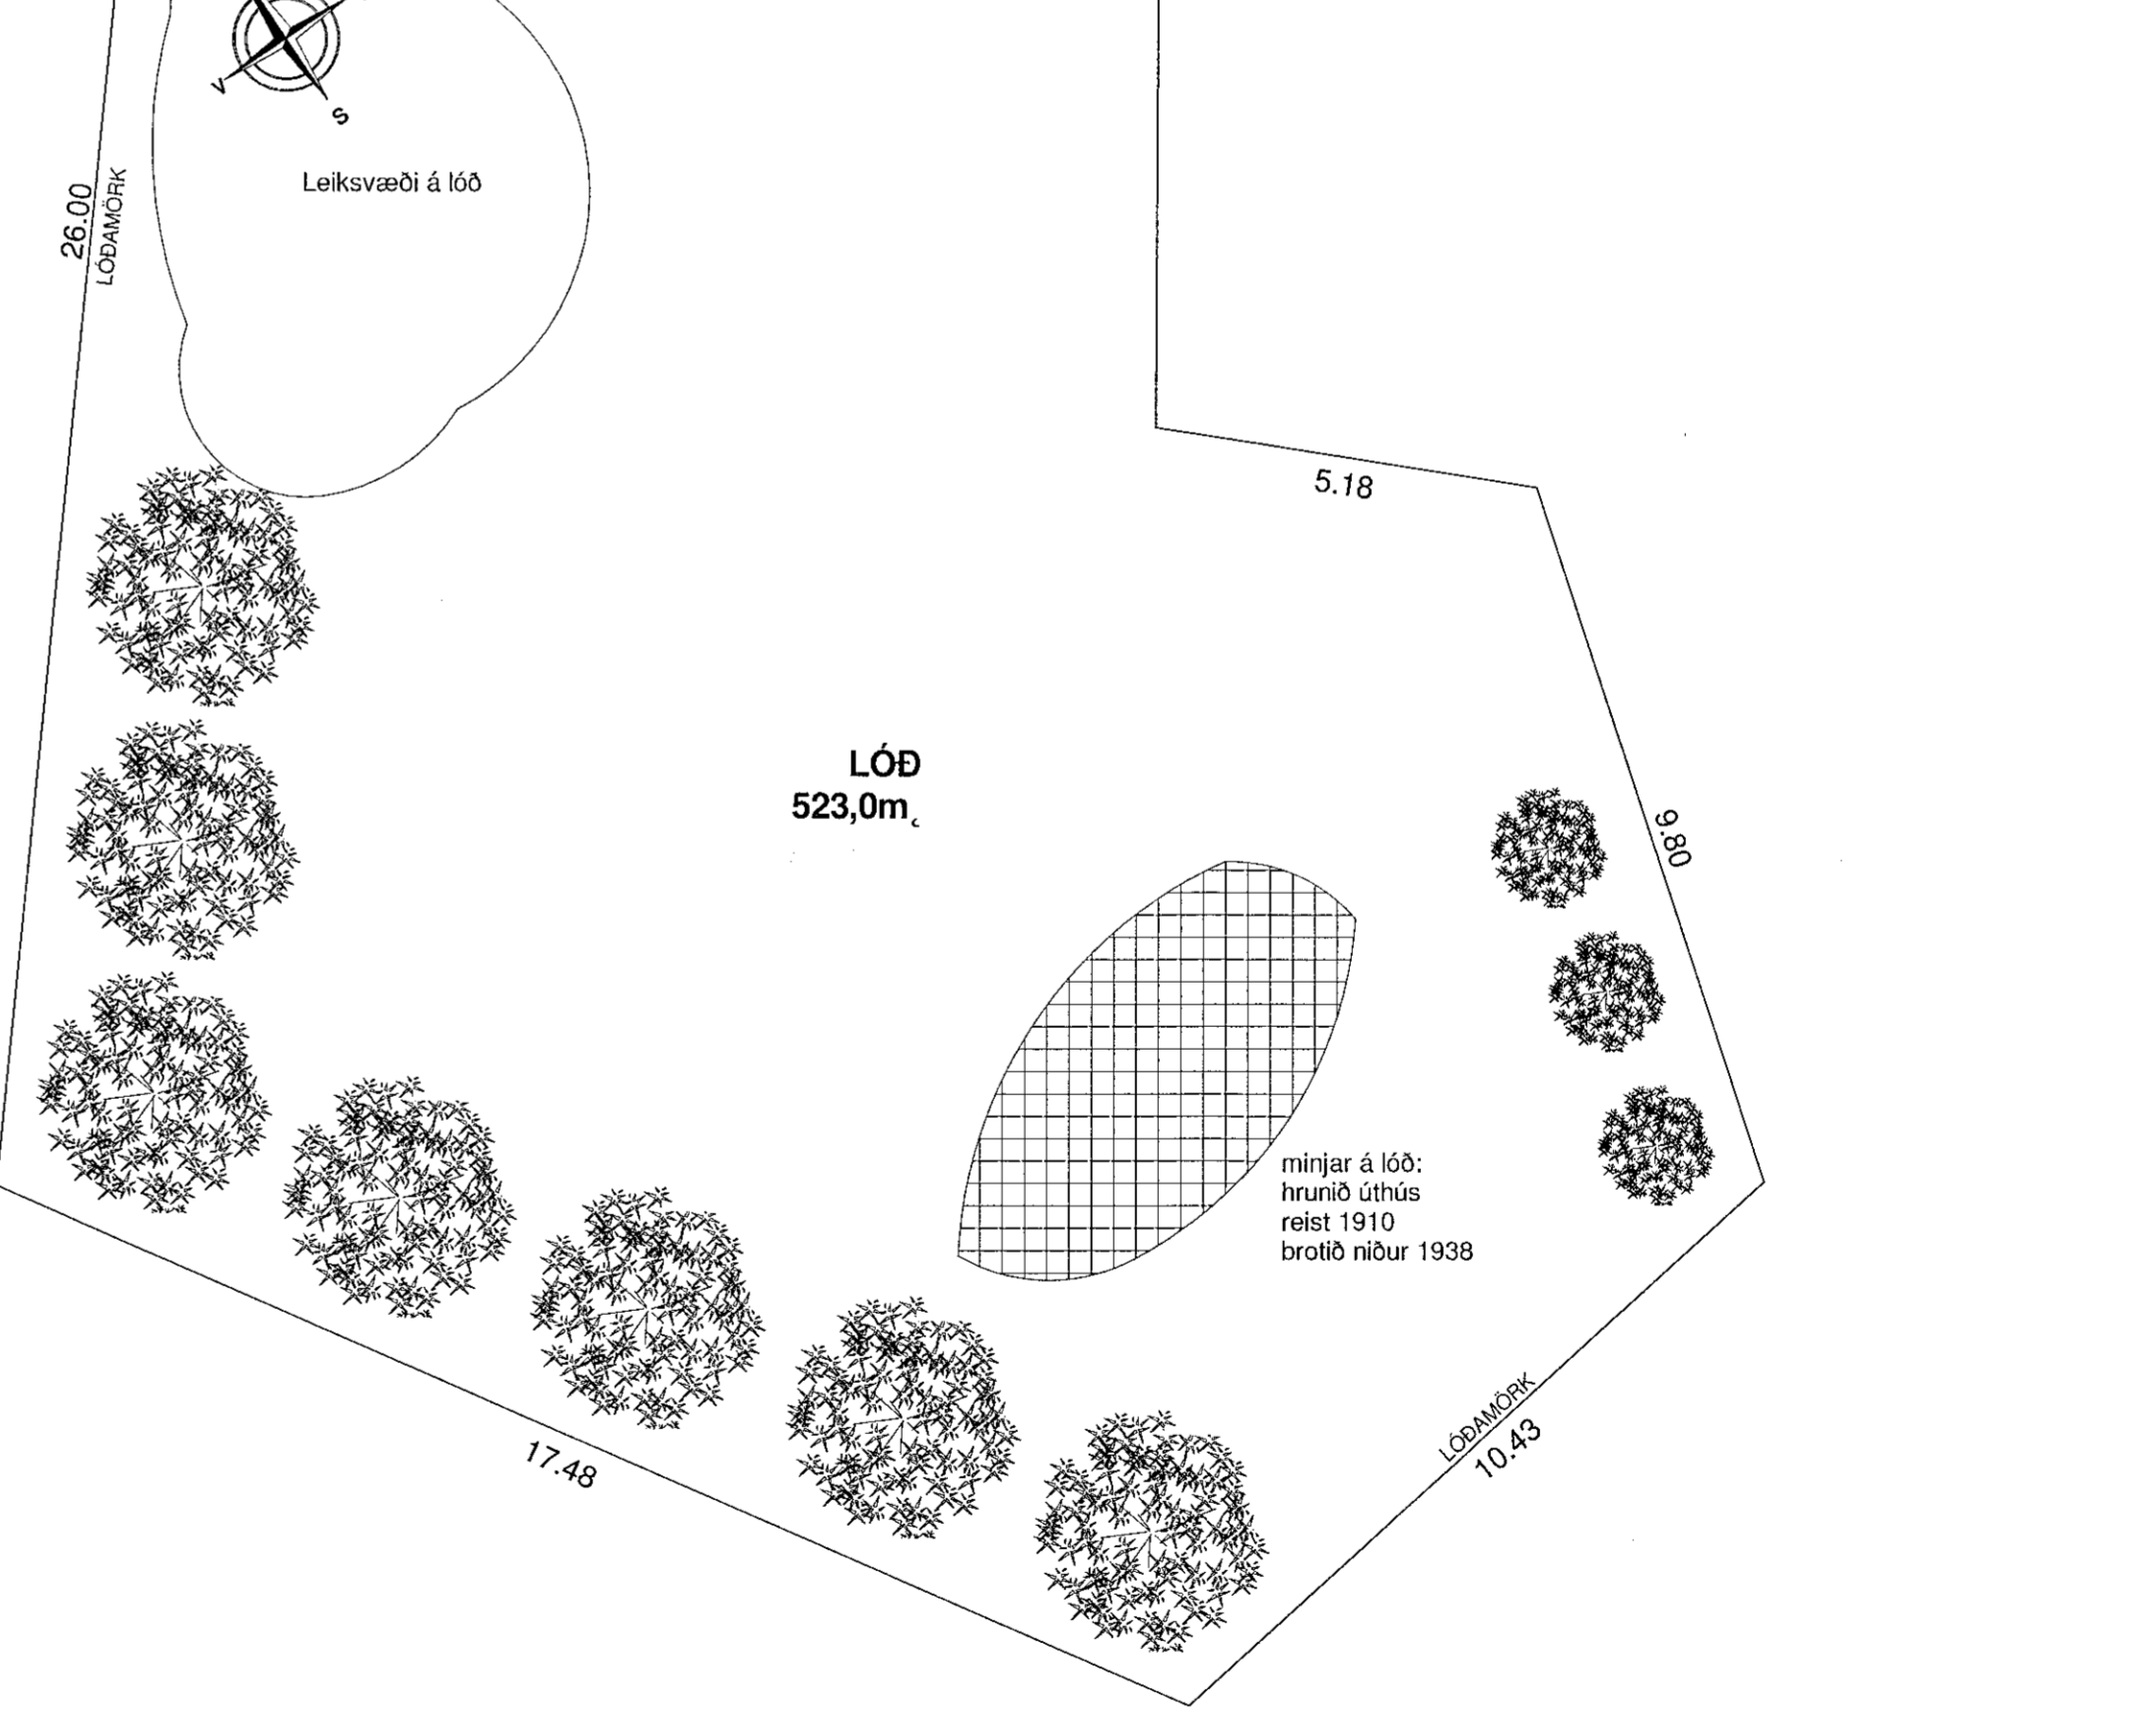 V
S
Leiksvæði á lóð
26.00
LÓÐAMÖRK
5.18
LÓÐ
523,0m
9.80
minjar á lóð:
hrunið úthús
reist 1910
brotið niður 1938
LÓÐAMÖRK
10.43
17.48